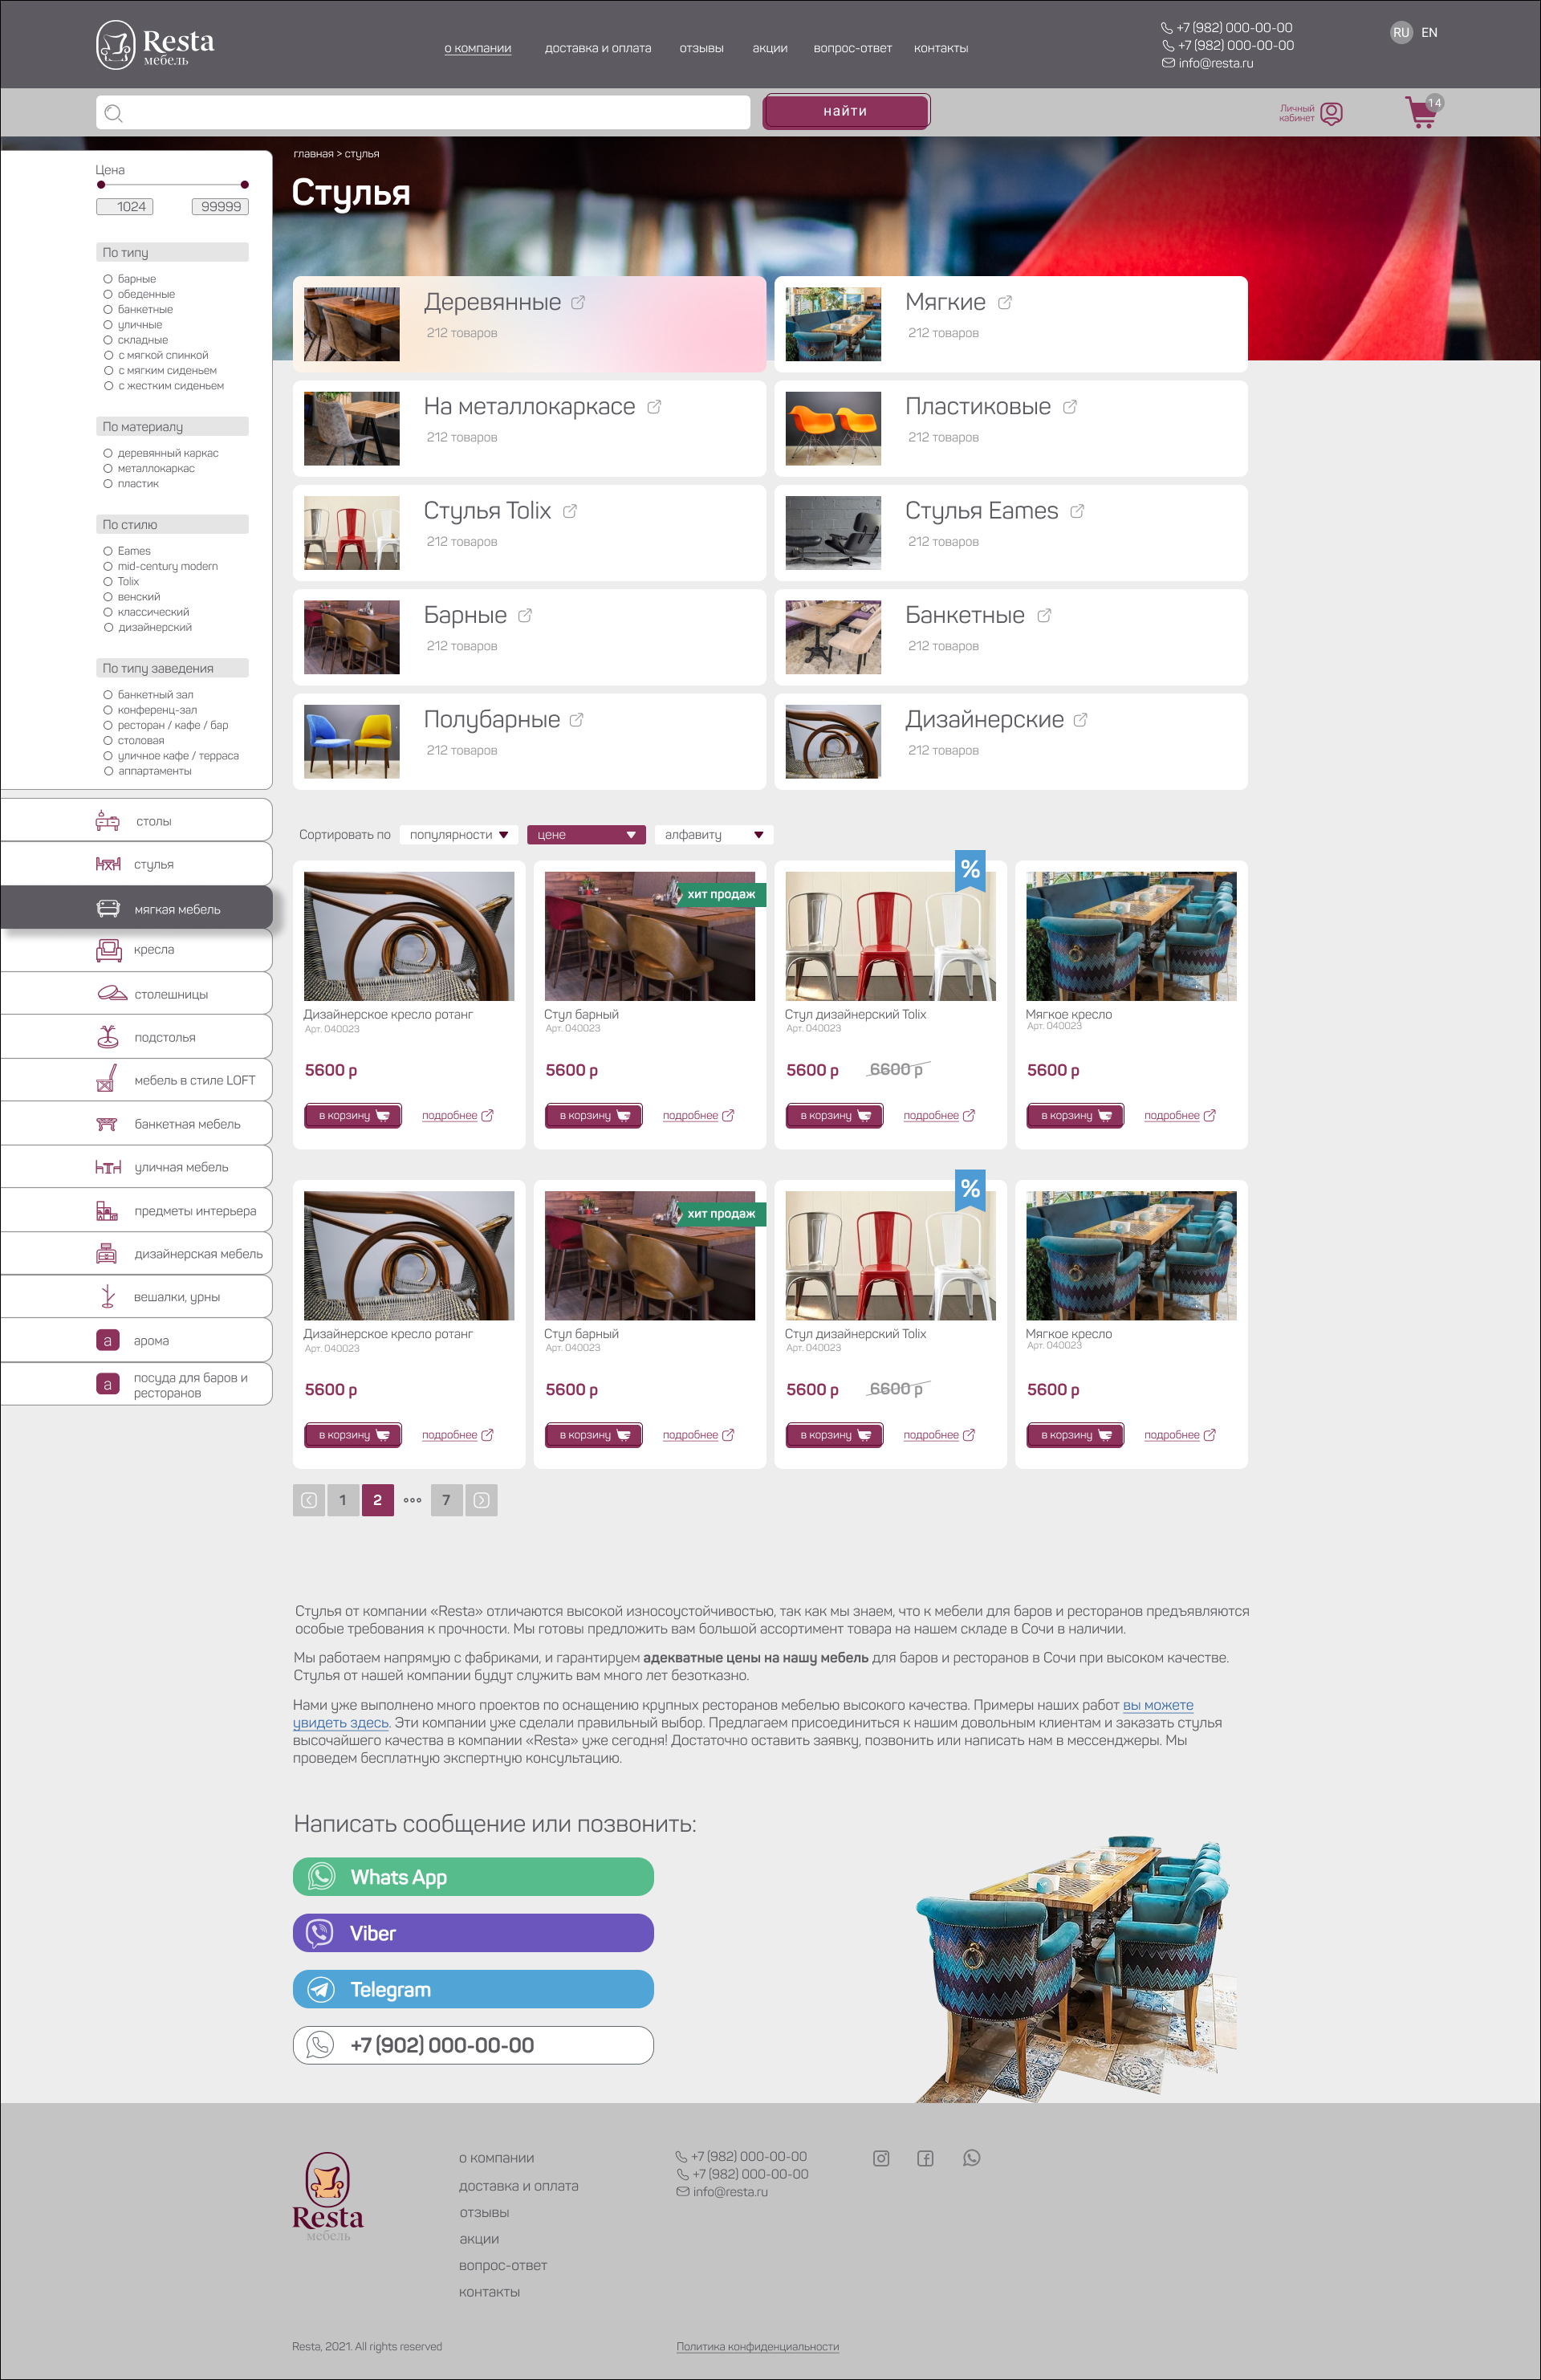 Resta
мебель
о компании
доставка и оплата
отзывы
акции
вопрос-ответ
контакты
+7 (982) 000-00-00
+7 (982) 000-00-00
info@resta.ru
RU
EN
найти
Личный
кабинет
14
Цена
1024
99999
По типу
барные
обеденные
банкетные
уличные
складные
с мягкой спинкой
с мягким сиденьем
с жестким сиденьем
По материалу
деревянный каркас
металлокаркас
пластик
По стилю
Eames
mid-century modern
Tolix
венский
классический
дизайнерский
По типу заведения
банкетный зал
конференц-зал
ресторан / кафе / бар
столовая
уличное кафе / терраса
аппартаменты
столы
стулья
мягкая мебель
кресла
столешницы
подстолья
мебель в стиле LOFT
банкетная мебель
уличная мебель
предметы интерьера
дизайнерская мебель
вешалки, урны
а
арома
а
посуда для баров и
ресторанов
главная > стулья
Стулья
Деревянные
212 товаров
Мягкие
212 товаров
На металлокаркасе
212 товаров
Пластиковые
212 товаров
Стулья Tolix
212 товаров
Стулья Eames
212 товаров
Барные
212 товаров
Банкетные
212 товаров
Полубарные
212 товаров
Дизайнерские
212 товаров
Сортировать по
популярности
цене
алфавиту
Дизайнерское кресло ротанг
Арт. 040023
5600 р
в корзину
подробнее
хит продаж
Стул барный
Арт. 040023
5600 р
в корзину
подробнее
%
Стул дизайнерский Tolix
Арт. 040023
5600 р
6600 р
в корзину
подробнее
Мягкое кресло
Арт. 040023
5600 р
в корзину
подробнее
Дизайнерское кресло ротанг
Арт. 040023
5600 р
в корзину
подробнее
хит продаж
Стул барный
Арт. 040023
5600 р
в корзину
подробнее
%
Стул дизайнерский Tolix
Арт. 040023
5600 р
6600 р
в корзину
подробнее
Мягкое кресло
Арт. 040023
5600 р
в корзину
подробнее
1
2
7
Стулья от компании «Resta» отличаются высокой износоустойчивостью, так как мы знаем, что к мебели для баров и ресторанов предъявляются
особые требования к прочности. Мы готовы предложить вам большой ассортимент товара на нашем складе в Сочи в наличии.
Мы работаем напрямую с фабриками, и гарантируем адекватные цены на нашу мебель для баров и ресторанов в Сочи при высоком качестве.
Стулья от нашей компании будут служить вам много лет безотказно.
Нами уже выполнено много проектов по оснащению крупных ресторанов мебелью высокого качества. Примеры наших работ вы можете
увидеть здесь. Эти компании уже сделали правильный выбор. Предлагаем присоединиться к нашим довольным клиентам и заказать стулья
высочайшего качества в компании «Resta» уже сегодня! Достаточно оставить заявку, позвонить или написать нам в мессенджеры. Мы
проведем бесплатную экспертную консультацию.
Написать сообщение или позвонить:
Whats App
Viber
Telegram
+7 (902) 000-00-00
Resta
мебель
о компании
доставка и оплата
отзывы
акции
вопрос-ответ
контакты
+7 (982) 000-00-00
+7 (982) 000-00-00
info@resta.ru
Resta, 2021. All rights reserved
Политика конфиденциальности